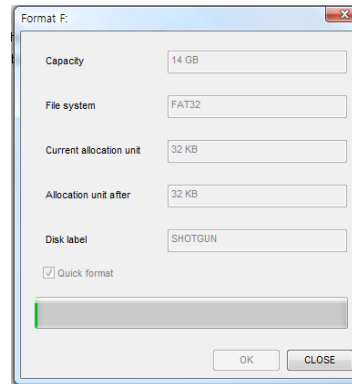 Format F:
Capacity 14 GB
File system FAT32
Current allocation unit 32 KB
Allocation unit after 32 KB
Disk label SHOTGUN
Quick format
OK CLOSE